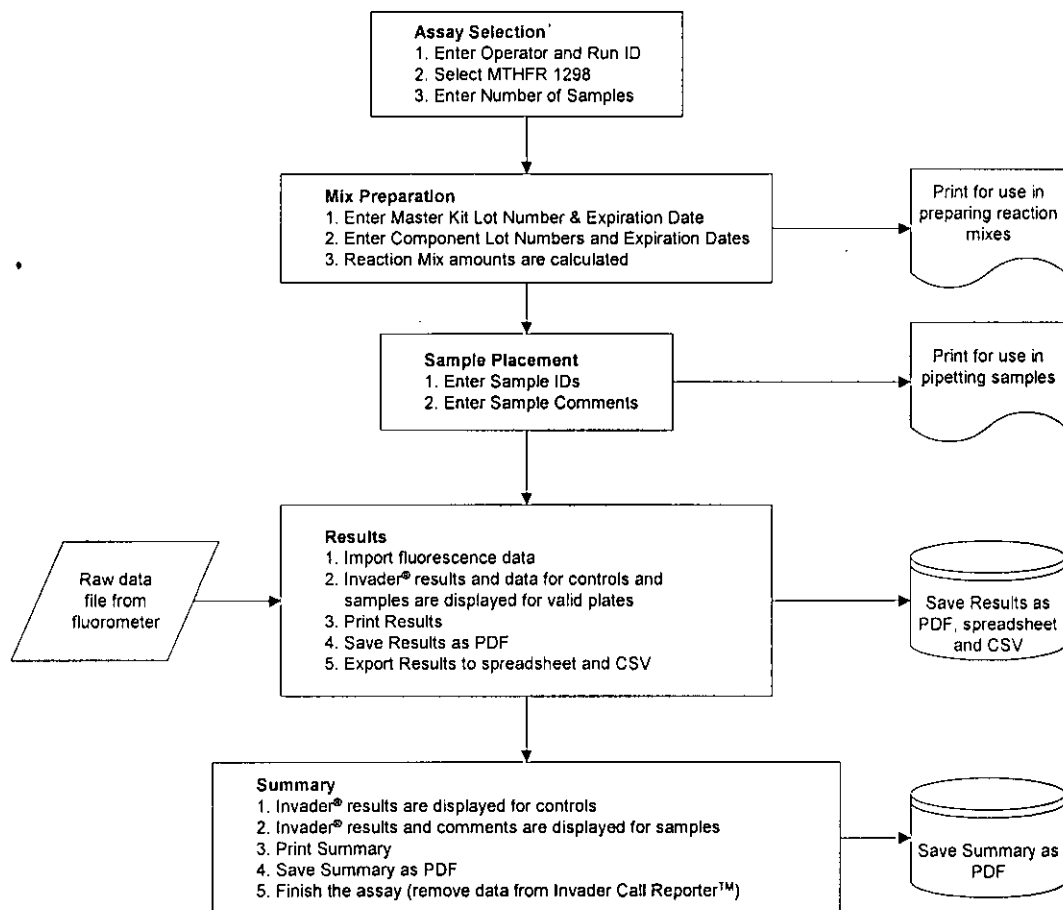 Assay Selection
1. Enter Operator and Run ID
2. Select MTHFR 1298
3. Enter Number of Samples
Mix Preparation
1. Enter Master Kit Lot Number & Expiration Date
2. Enter Component Lot Numbers and Expiration Dates
3. Reaction Mix amounts are calculated
Print for use in
preparing reaction
mixes
Sample Placement
1. Enter Sample IDs
2. Enter Sample Comments
Print for use in
pipetting samples
Raw data
file from
fluorometer
Results
1. Import fluorescence data
2. Invader® results and data for controls and
samples are displayed for valid plates
3. Print Results
4. Save Results as PDF
5. Export Results to spreadsheet and CSV
Save Results as
PDF, spreadsheet
and CSV
Summary
1. Invader® results are displayed for controls
2. Invader® results and comments are displayed for samples
3. Print Summary
4. Save Summary as PDF
5. Finish the assay (remove data from Invader Call Reporter™)
Save Summary as
PDF